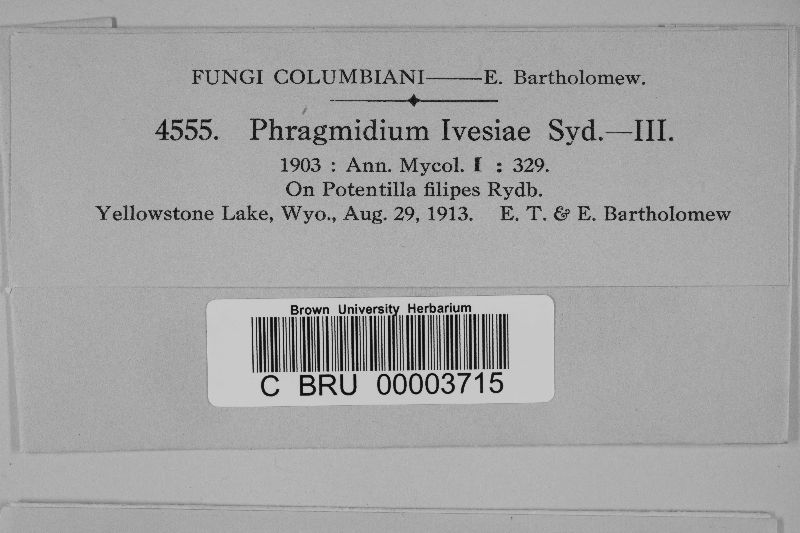 FUNGI COLUMBIANI——E. Bartholomew.
4555. Phragmidium Ivesiae Syd.—III.
1903 : Ann. Mycol. I : 329.
On Potentilla filipes Rydb.
Yellowstone Lake, Wyo., Aug. 29, 1913. E. T. & E. Bartholomew
Brown University Herbarium
C BRU 00003715